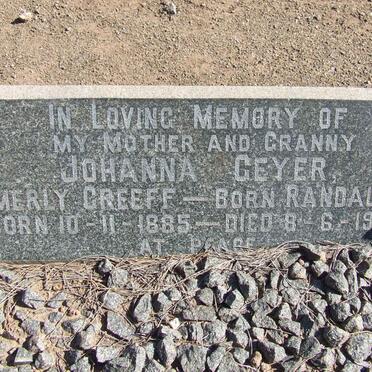 IN LOVING MEMORY OF
MY MOTHER AND GRANNY
JOHANNA GEYER,
MERLY GREEFF — BORN RANDAL
ORN 10-11-1885 — DIED 8-6-19
AT PEACE